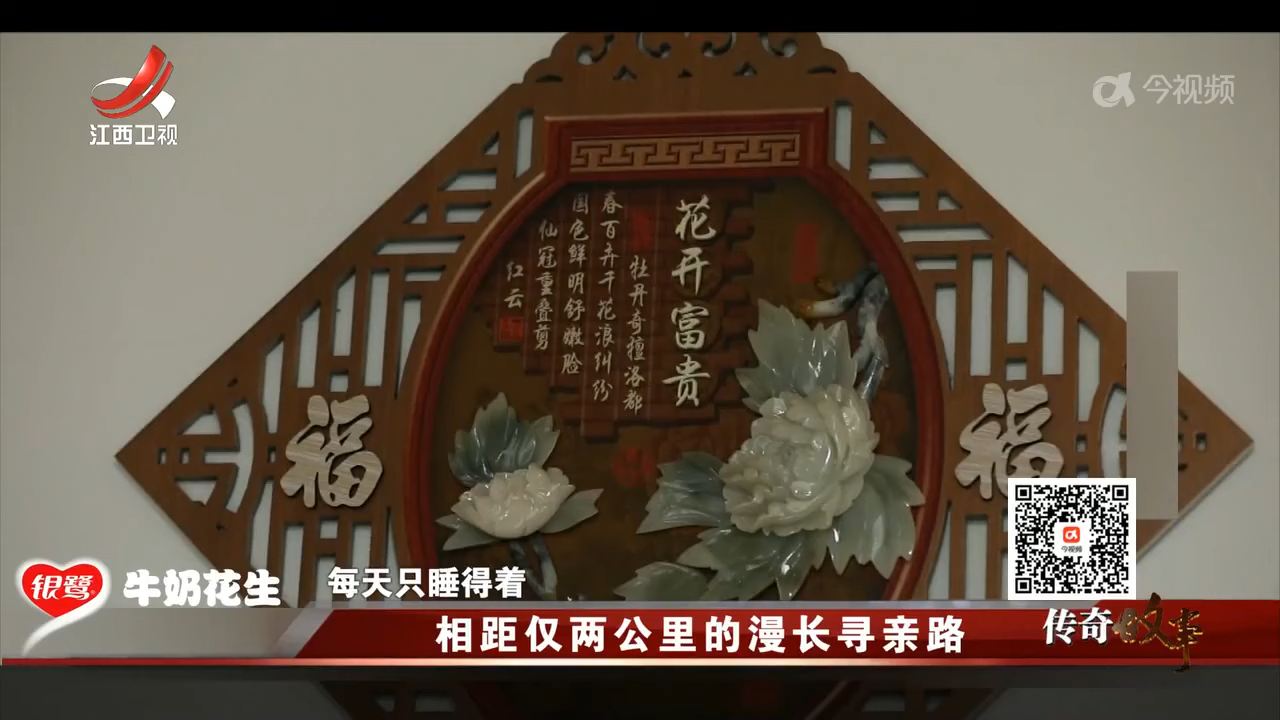 江西卫视
今视频
花开富贵
牡丹奇擅洛都
春百卉千花浪纠纷
国色鲜明舒嫩脸
仙冠重叠剪
红云
福
福
今视频
银鹭
牛奶花生
每天只睡得着
相距仅两公里的漫长寻亲路
传奇故事